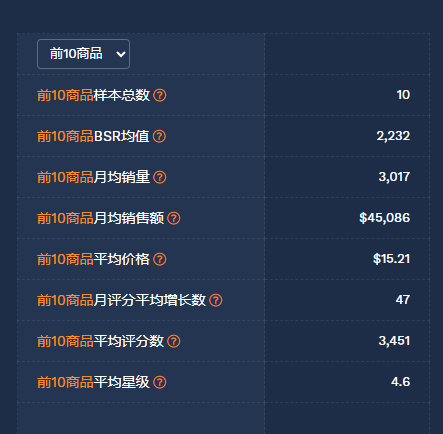 前10商品
前10商品样本总数 ? 10
前10商品BSR均值 ? 2,232
前10商品月均销量 ? 3,017
前10商品月均销售额 ? $45,086
前10商品平均价格 ? $15.21
前10商品月评分平均增长数 ? 47
前10商品平均评分数 ? 3,451
前10商品平均星级 ? 4.6